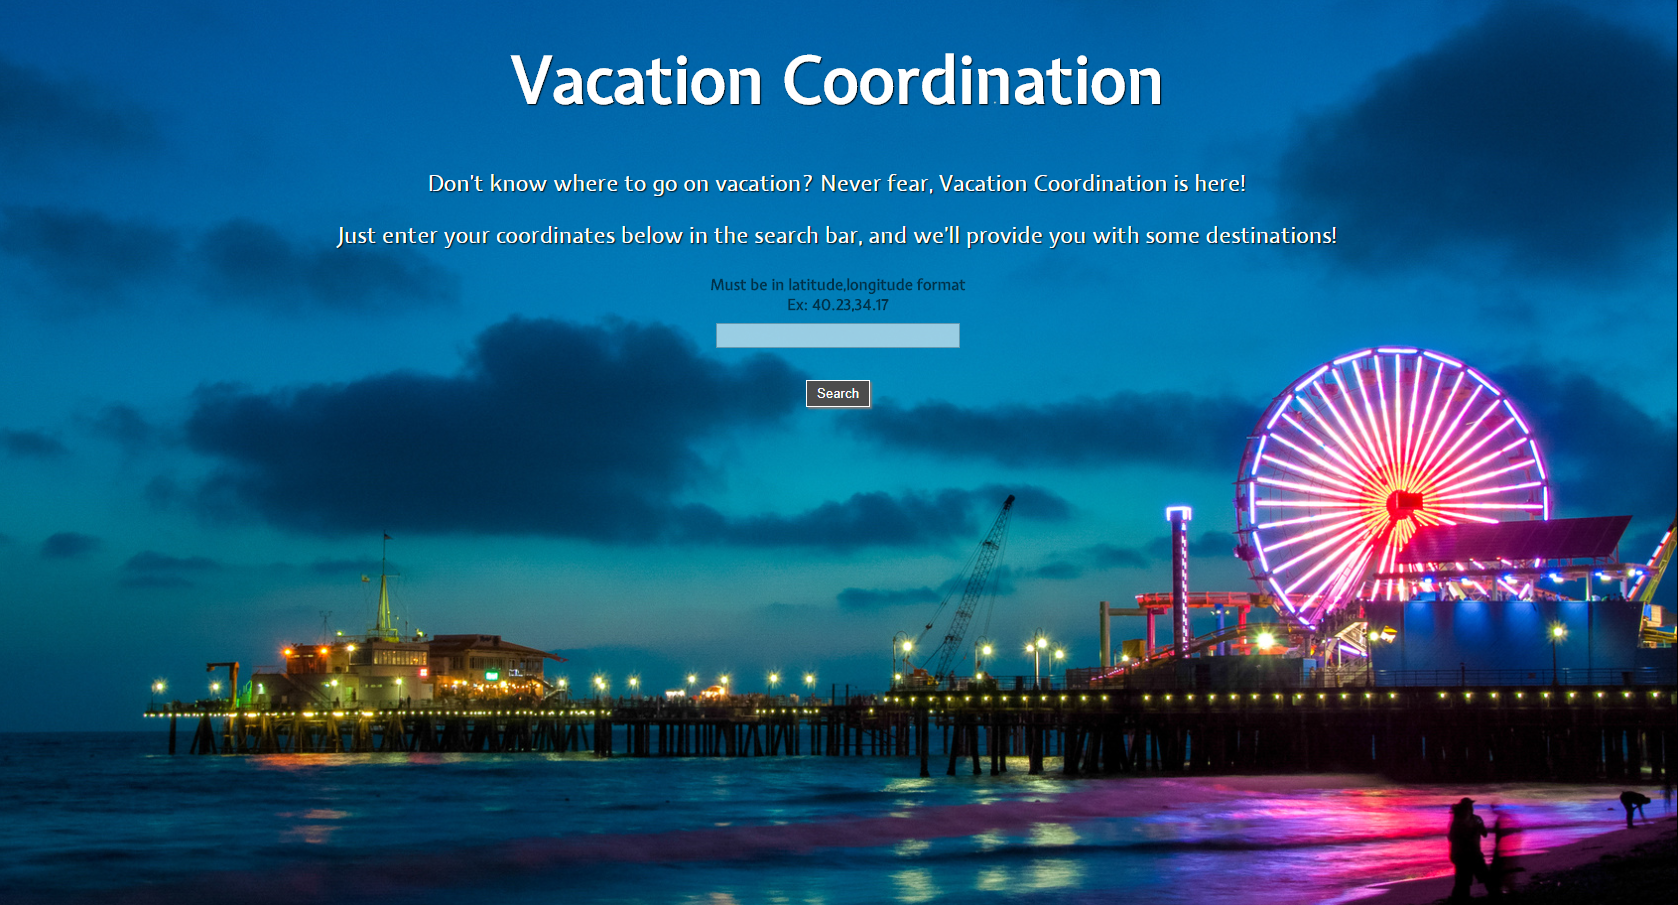 Vacation Coordination
Don't know where to go on vacation? Never fear, Vacation Coordination is here!
Just enter your coordinates below in the search bar, and we'll provide you with some destinations!
Must be in latitude,longitude format
Ex: 40.23,34.17
Search